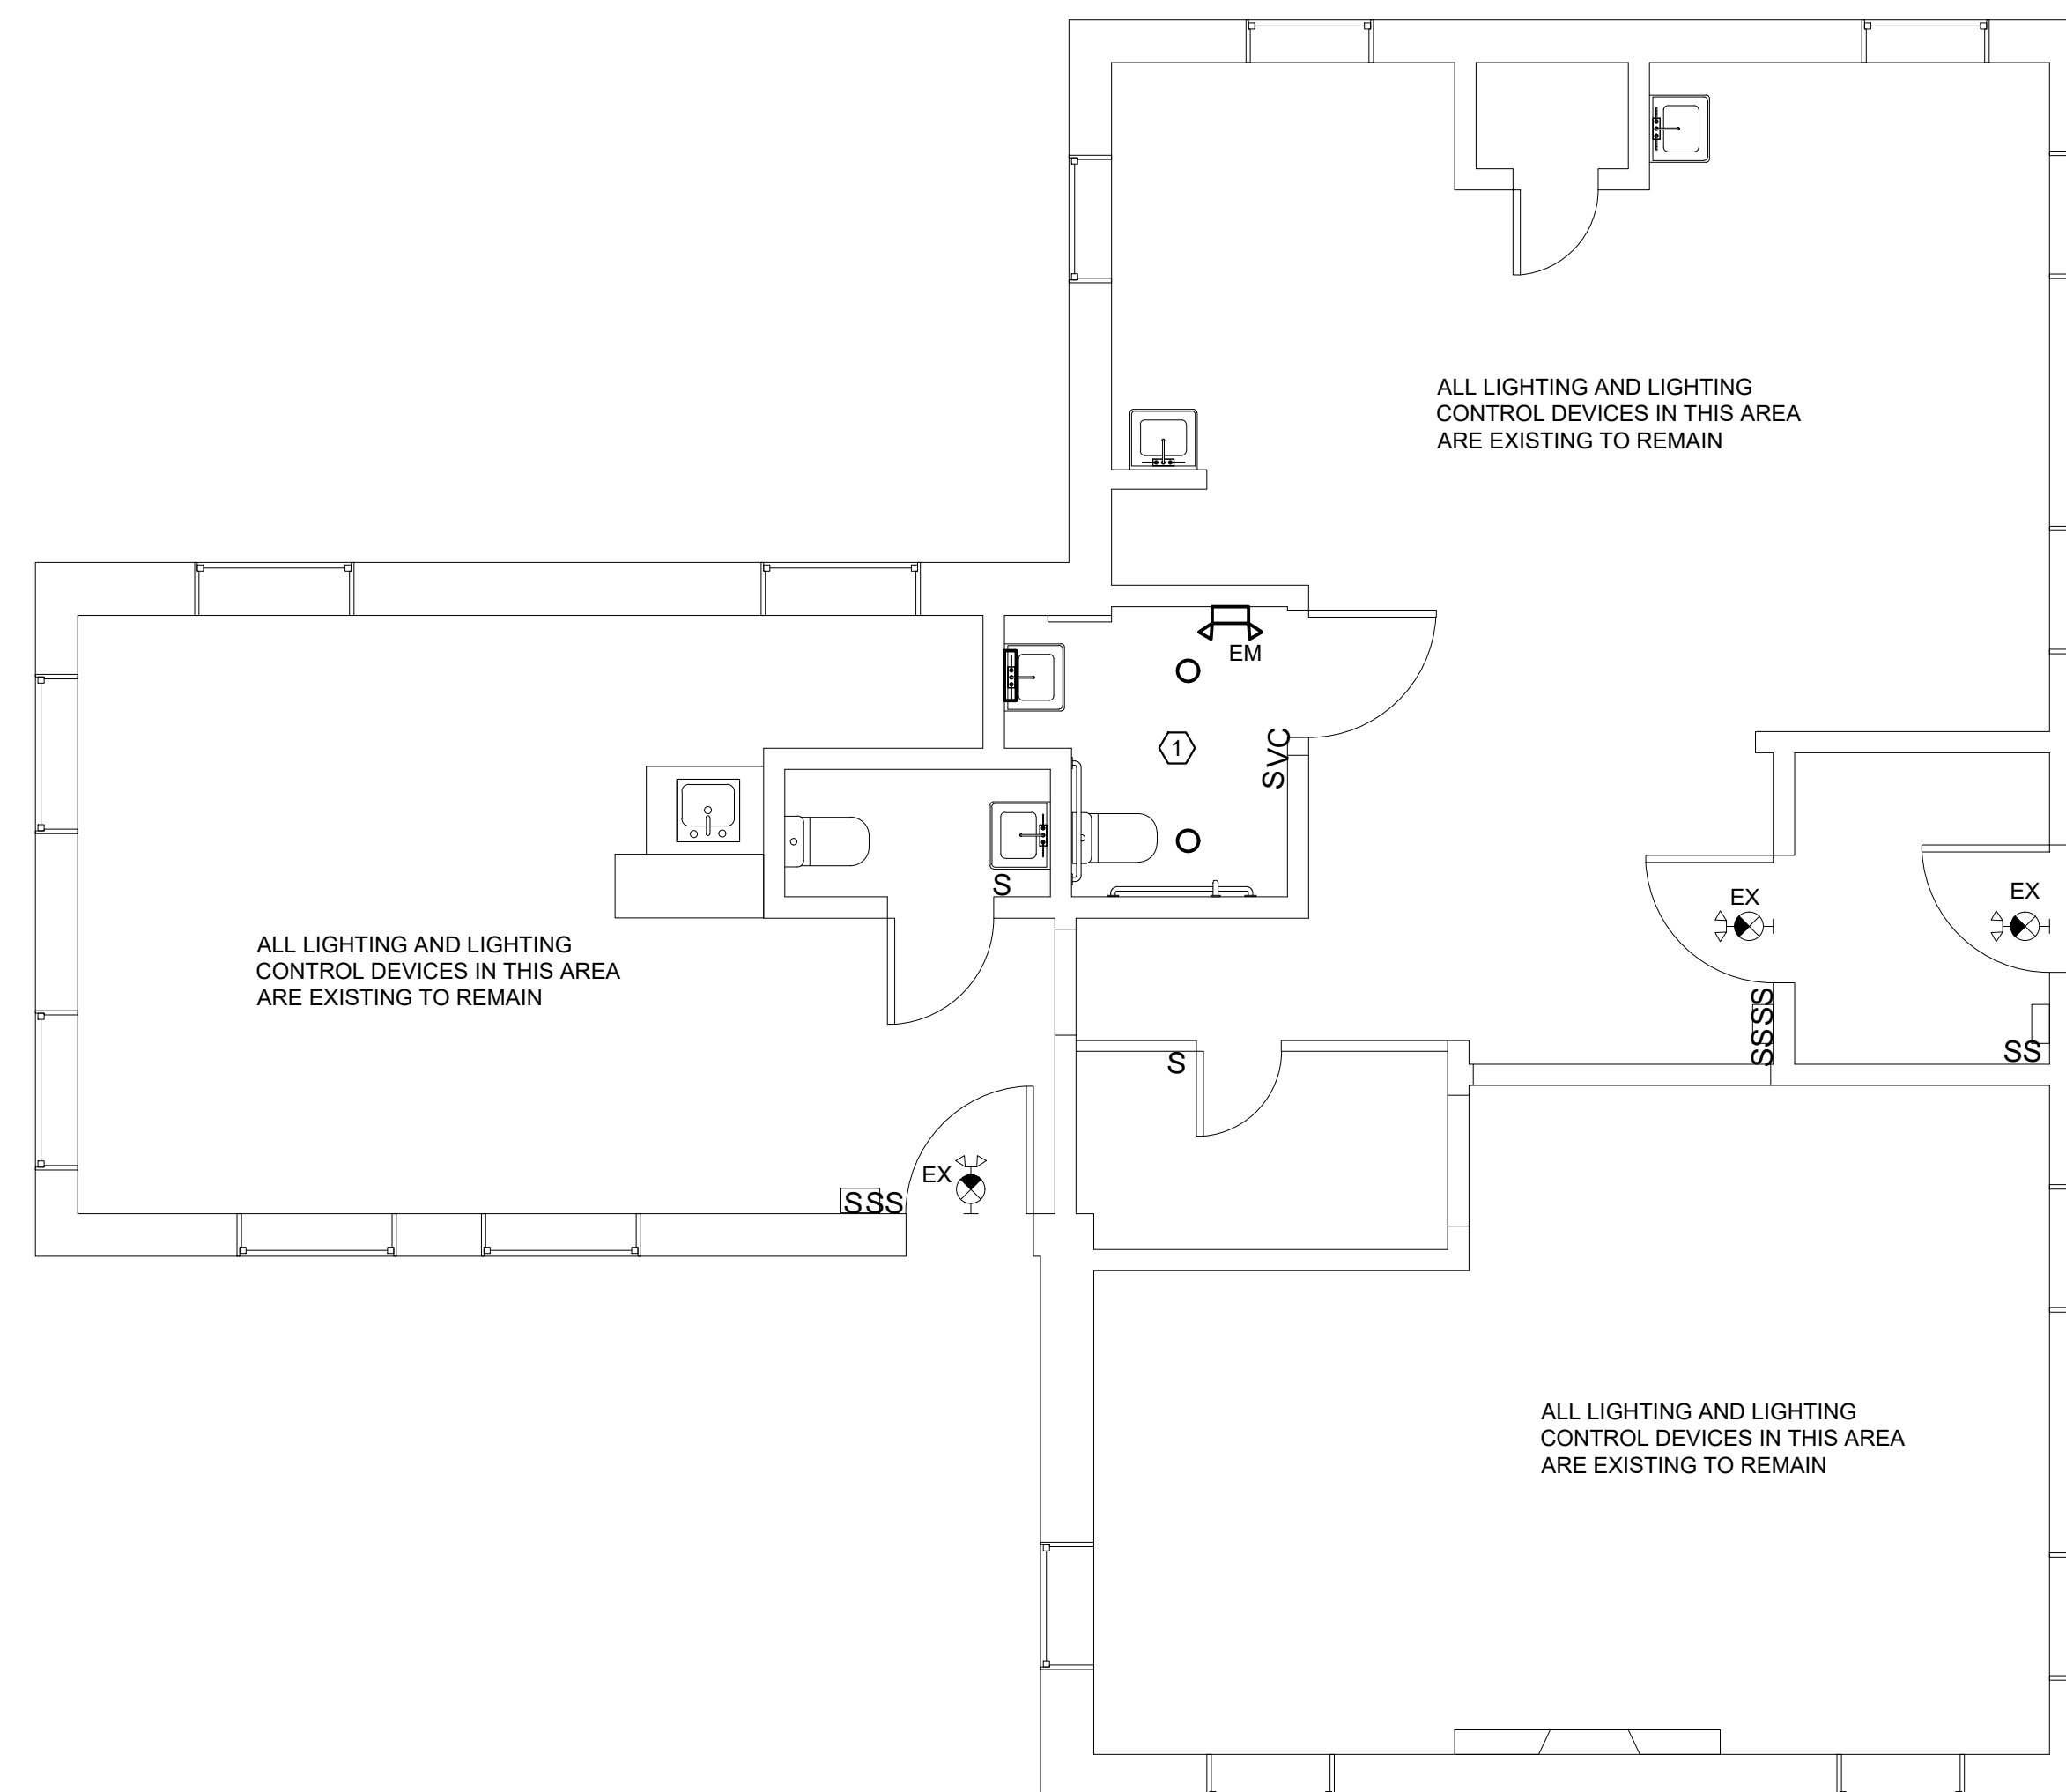 ALL LIGHTING AND LIGHTING
CONTROL DEVICES IN THIS AREA
ARE EXISTING TO REMAIN
EM
1
SVC
S
EX
EX
ALL LIGHTING AND LIGHTING
CONTROL DEVICES IN THIS AREA
ARE EXISTING TO REMAIN
SSSS
SS
S
EX
SSS
ALL LIGHTING AND LIGHTING
CONTROL DEVICES IN THIS AREA
ARE EXISTING TO REMAIN